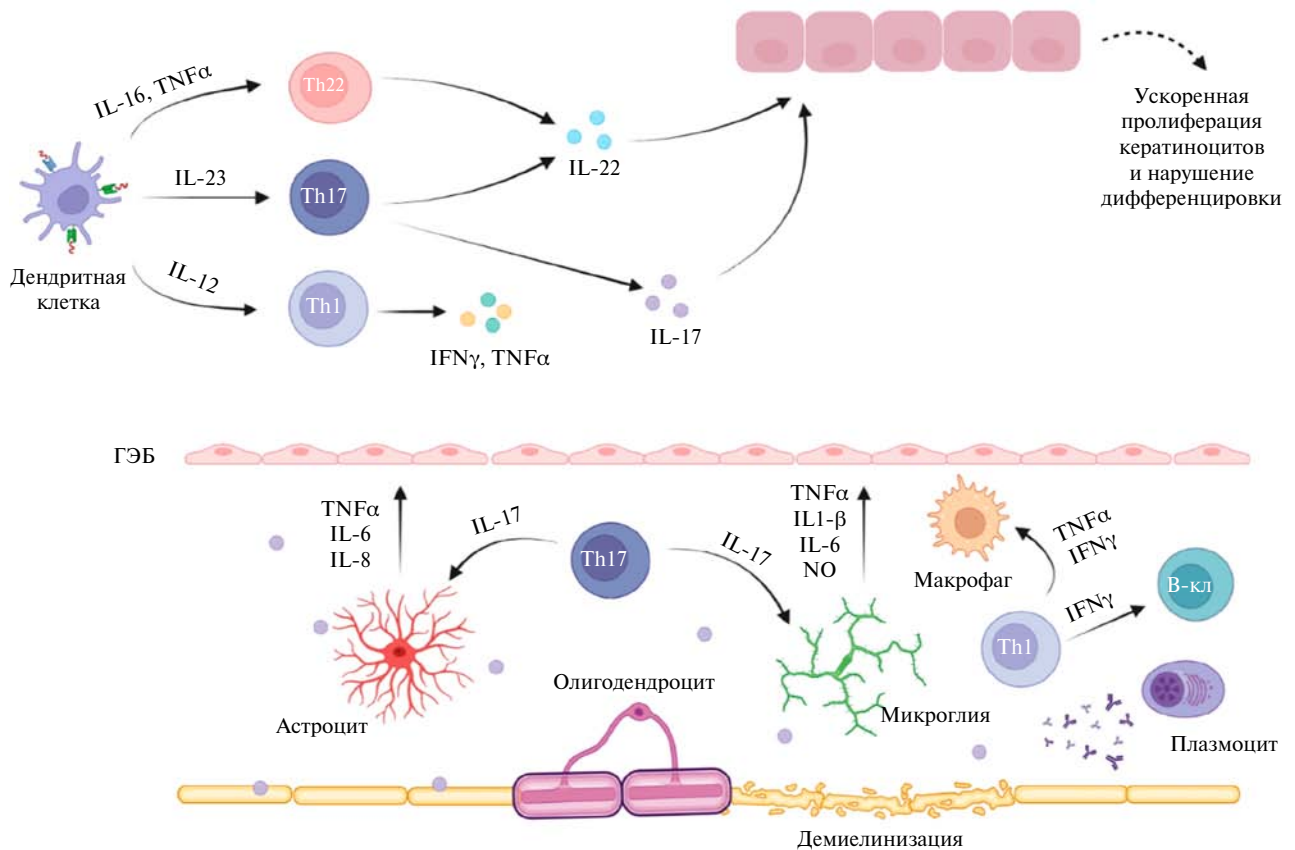 IL-16, TNFα
Th22
Ускоренная
пролиферация
кератиноцитов
и нарушение
дифференцировки
IL-22
IL-23
Th17
Дендритная
клетка
IL-12
Th1
IL-17
IFNγ, TNFα
ГЭБ
TNFα
IL-6
IL-8
IL-17
Th17
IL-17
TNFα
IL1-β
IL-6
NO
Макрофаг
TNFα
IFNγ
В-кл
IFNγ
Th1
Астроцит
Олигодендроцит
Микроглия
Плазмоцит
Демиелинизация